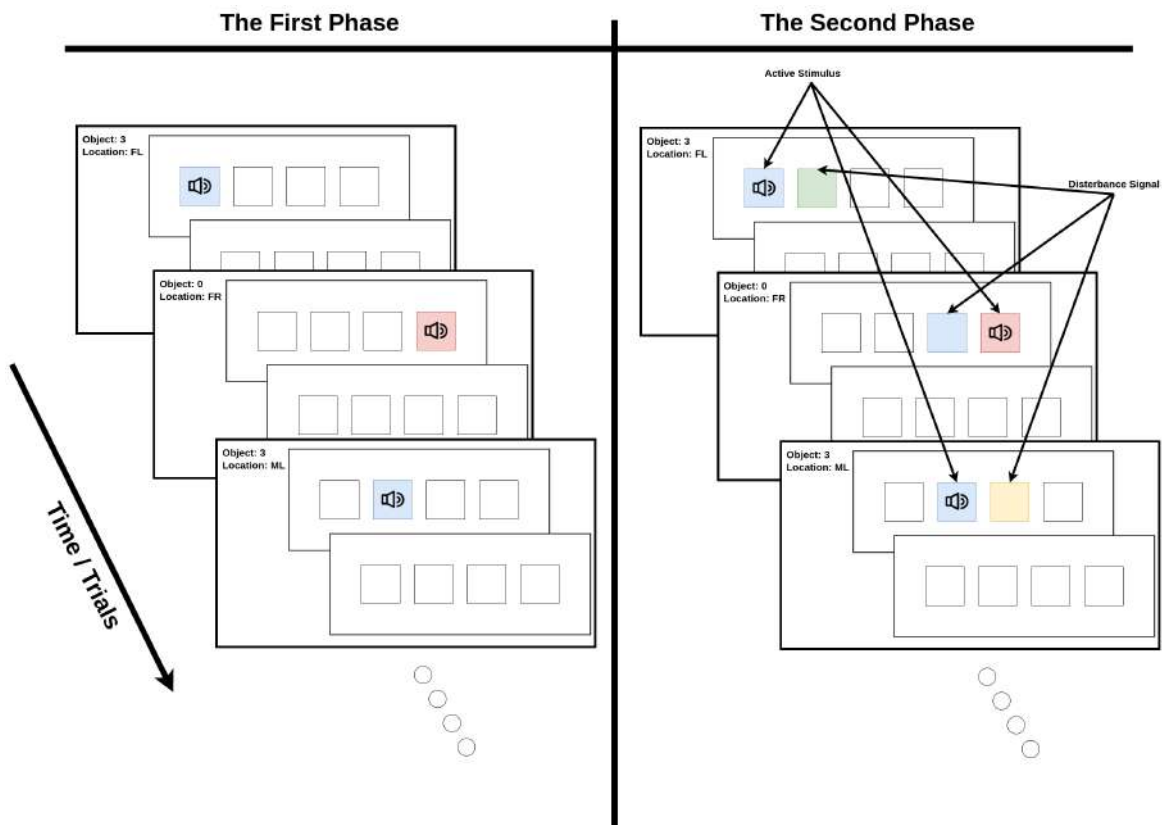 The First Phase
The Second Phase
Active Stimulus
Disterbance Signal
Object: 3
Location: FL
Object: 0
Location: FR
Object: 3
Location: ML
Time / Trials
Object: 3
Location: FL
Object: 0
Location: FR
Object: 3
Location: ML